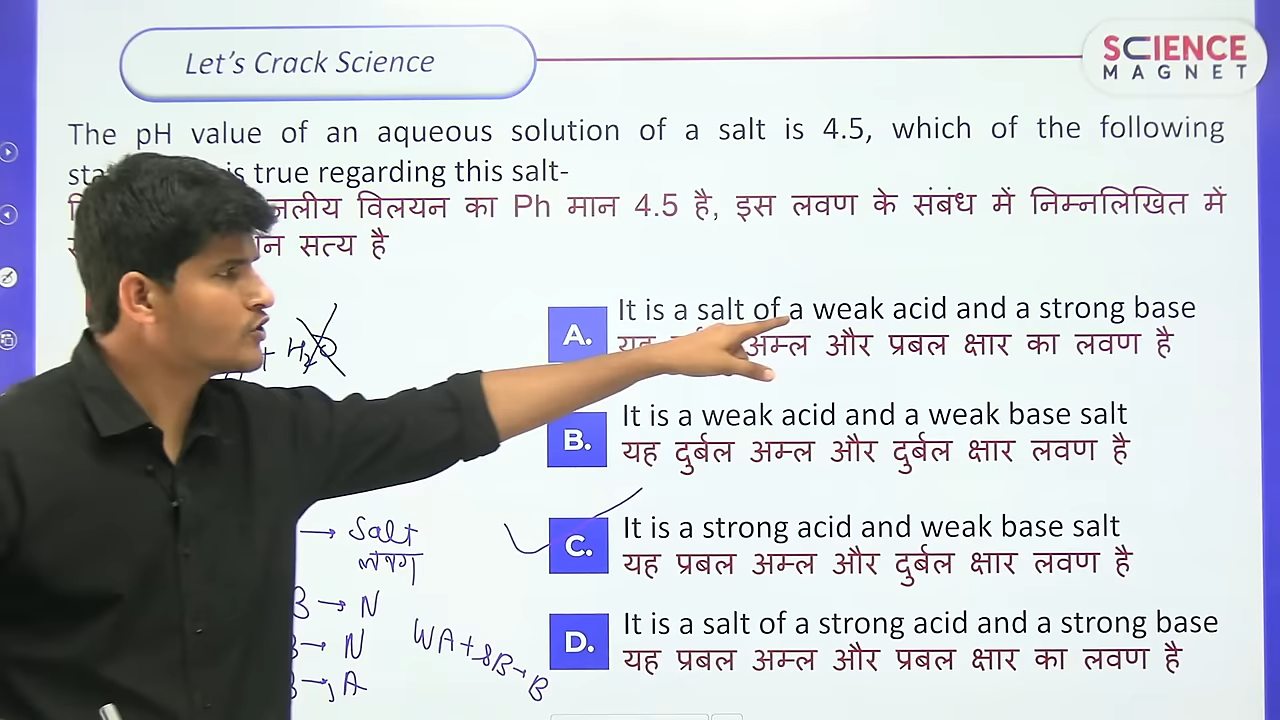 Let's Crack Science
SCIENCE
MAGNET
The pH value of an aqueous solution of a salt is 4.5, which of the following
is true regarding this salt-
जलीय विलयन का Ph मान 4.5 है, इस लवण के संबंध में निम्नलिखित में
सत्य है
+ H₂O
A. It is a salt of a weak acid and a strong base
अम्ल और प्रबल क्षार का लवण है
B. It is a weak acid and a weak base salt
यह दुर्बल अम्ल और दुर्बल क्षार लवण है
C. It is a strong acid and weak base salt
यह प्रबल अम्ल और दुर्बल क्षार लवण है
D. It is a salt of a strong acid and a strong base
यह प्रबल अम्ल और प्रबल क्षार का लवण है
→ Salt
लवण
B → N
B → N
B → A
WA + SB → B